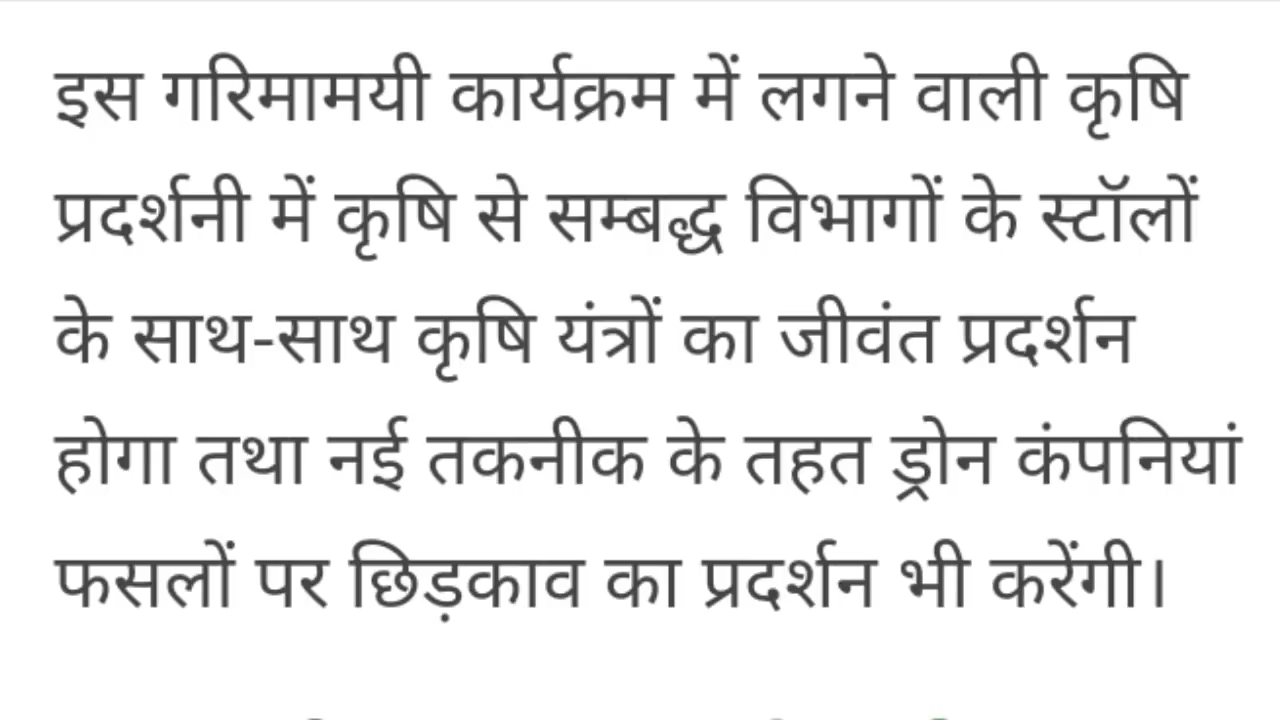 इस गरिमामयी कार्यक्रम में लगने वाली कृषि
प्रदर्शनी में कृषि से सम्बद्ध विभागों के स्टॉलों
के साथ-साथ कृषि यंत्रों का जीवंत प्रदर्शन
होगा तथा नई तकनीक के तहत ड्रोन कंपनियां
फसलों पर छिड़काव का प्रदर्शन भी करेंगी।